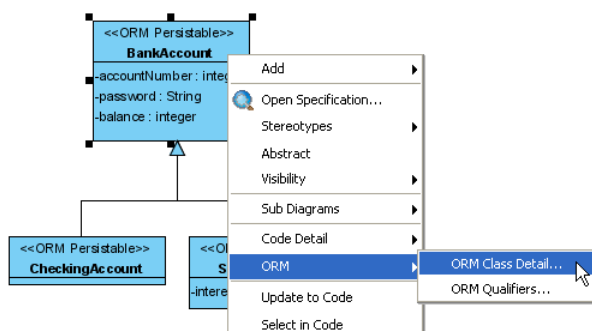 <<ORM Persistable>>
BankAccount
-accountNumber : integ
-password : String
-balance : integer
Add
Open Specification...
Stereotypes
Abstract
Visibility
Sub Diagrams
Code Detail
ORM
Update to Code
Select in Code
ORM Class Detail...
ORM Qualifiers...
<<ORM Persistable>>
CheckingAccount
<<O
S
-intere